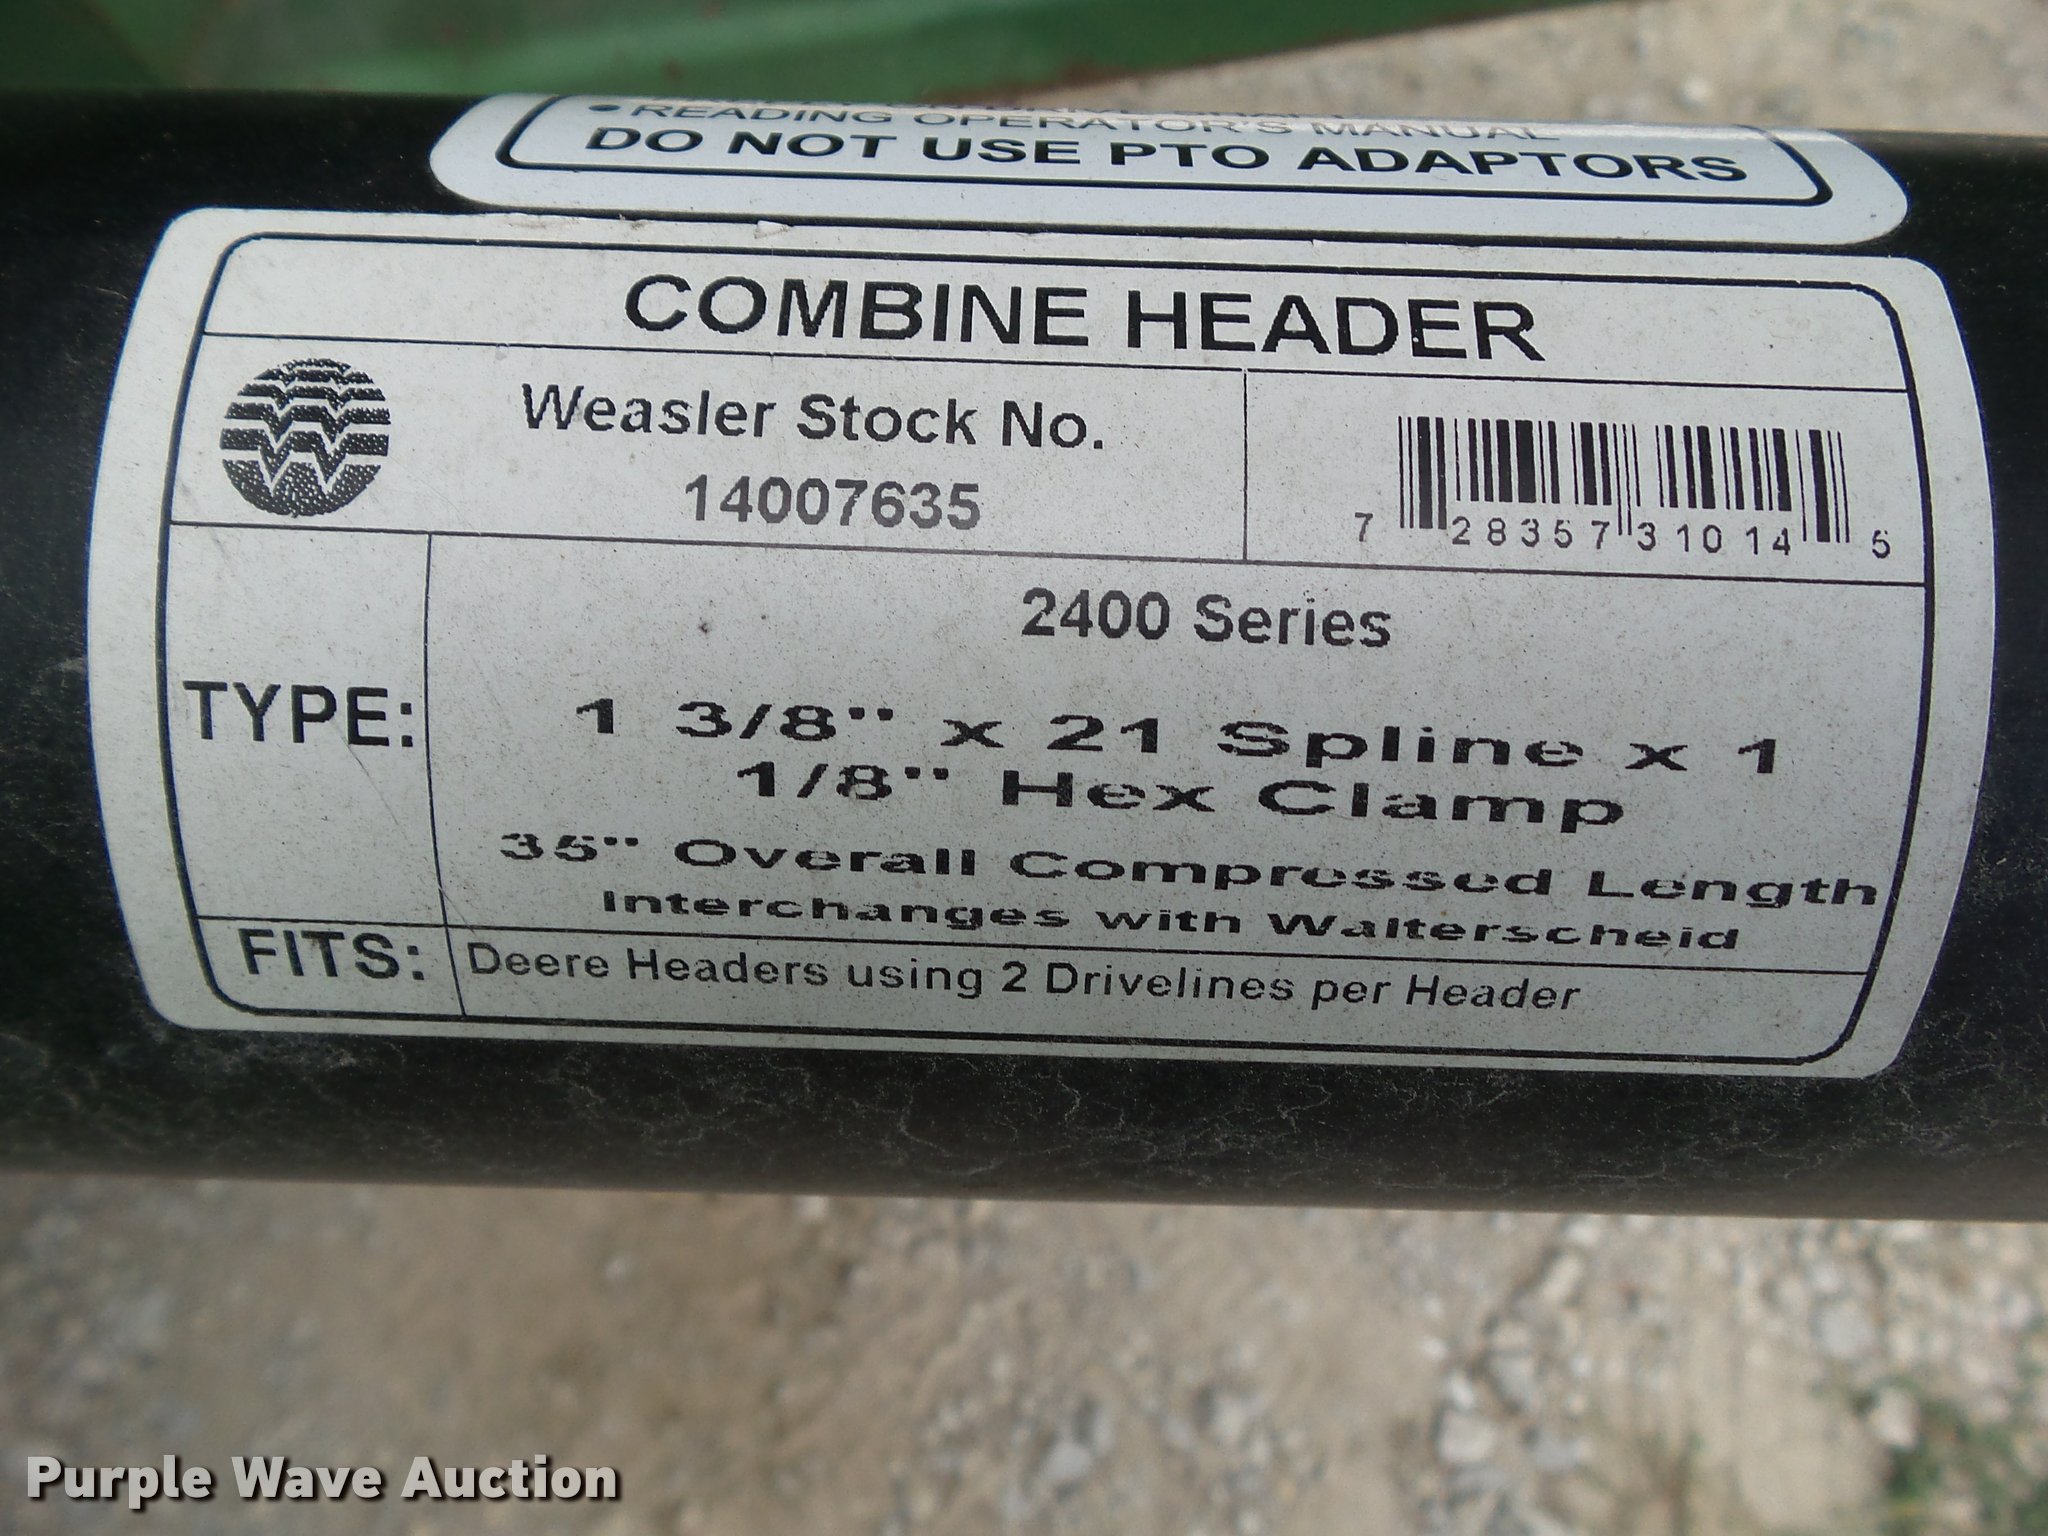 • READING OPERATOR'S MANUAL
DO NOT USE PTO ADAPTORS
COMBINE HEADER
Weasler Stock No.
14007635
7 28357 31014 5
2400 Series
TYPE:
1 3/8" x 21 Spline x 1
1/8" Hex Clamp
35" Overall Compressed Length
Interchanges with Walterscheid
FITS: Deere Headers using 2 Drivelines per Header
Purple Wave Auction